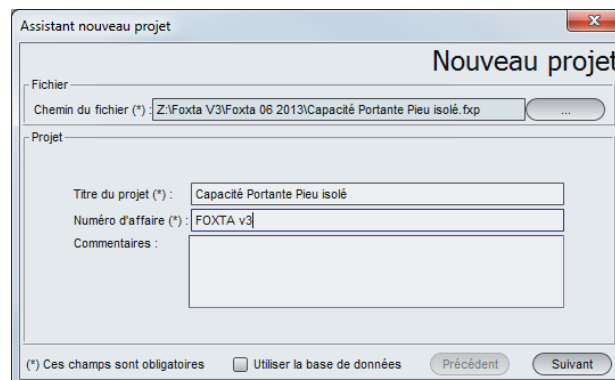 Assistant nouveau projet
Nouveau projet
Fichier
Chemin du fichier (*) : Z:\Foxta V3\Foxta 06 2013\Capacité Portante Pieu isolé.fxp ...
Projet
Titre du projet (*) : Capacité Portante Pieu isolé
Numéro d'affaire (*) : FOXTA v3
Commentaires :
(*) Ces champs sont obligatoires Utiliser la base de données Précédent Suivant